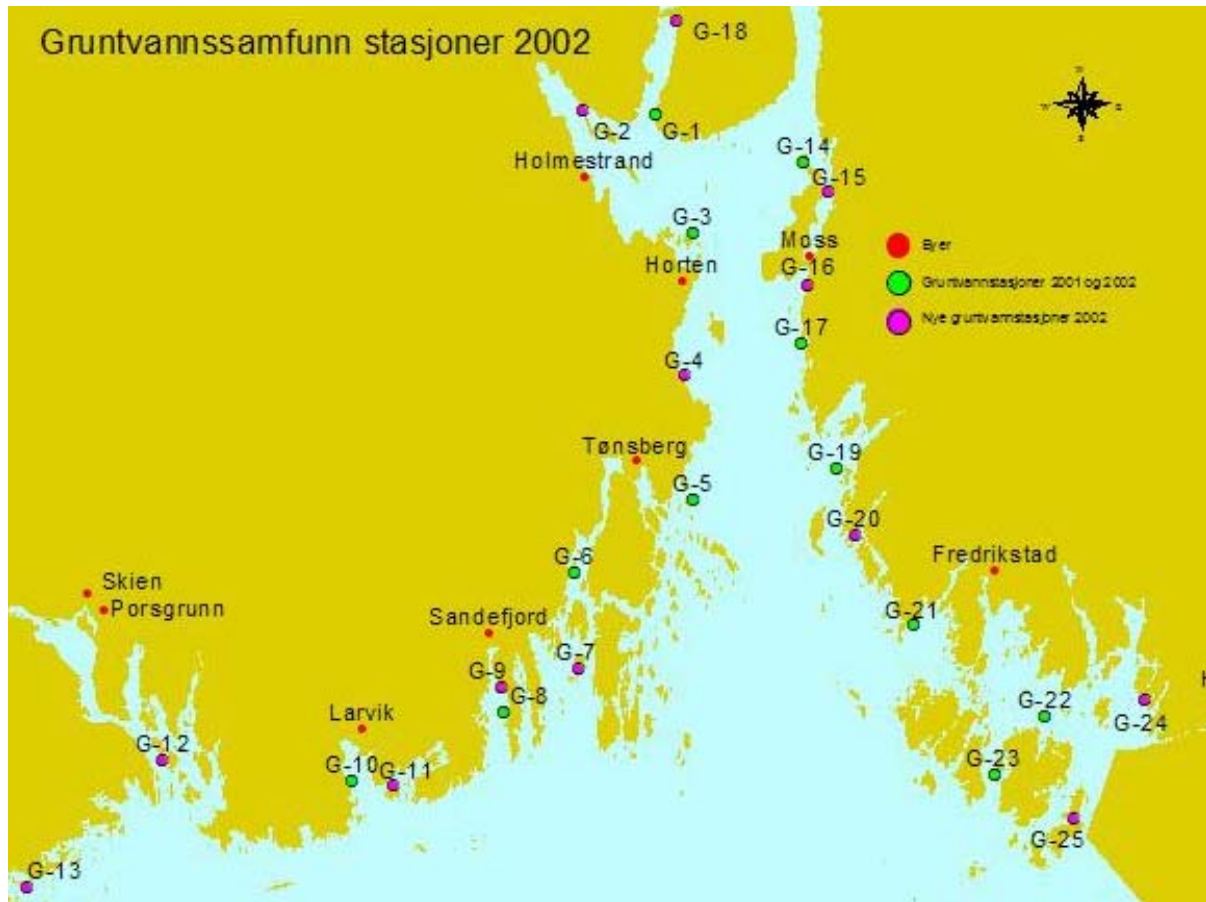 Gruntvannssamfunn stasjoner 2002
G-18
G-2
G-1
Holmestrand
G-14
G-15
G-3
Moss
Horten
G-16
Byer
Gruntvannstasjoner 2001 og 2002
Nye gruntvannstasjoner 2002
G-17
G-4
Tønsberg
G-19
G-5
G-20
G-6
Fredrikstad
Skien
Porsgrunn
Sandefjord
G-21
G-7
G-9
G-8
G-22
G-24
Larvik
G-12
G-10
G-11
G-23
G-25
G-13
H